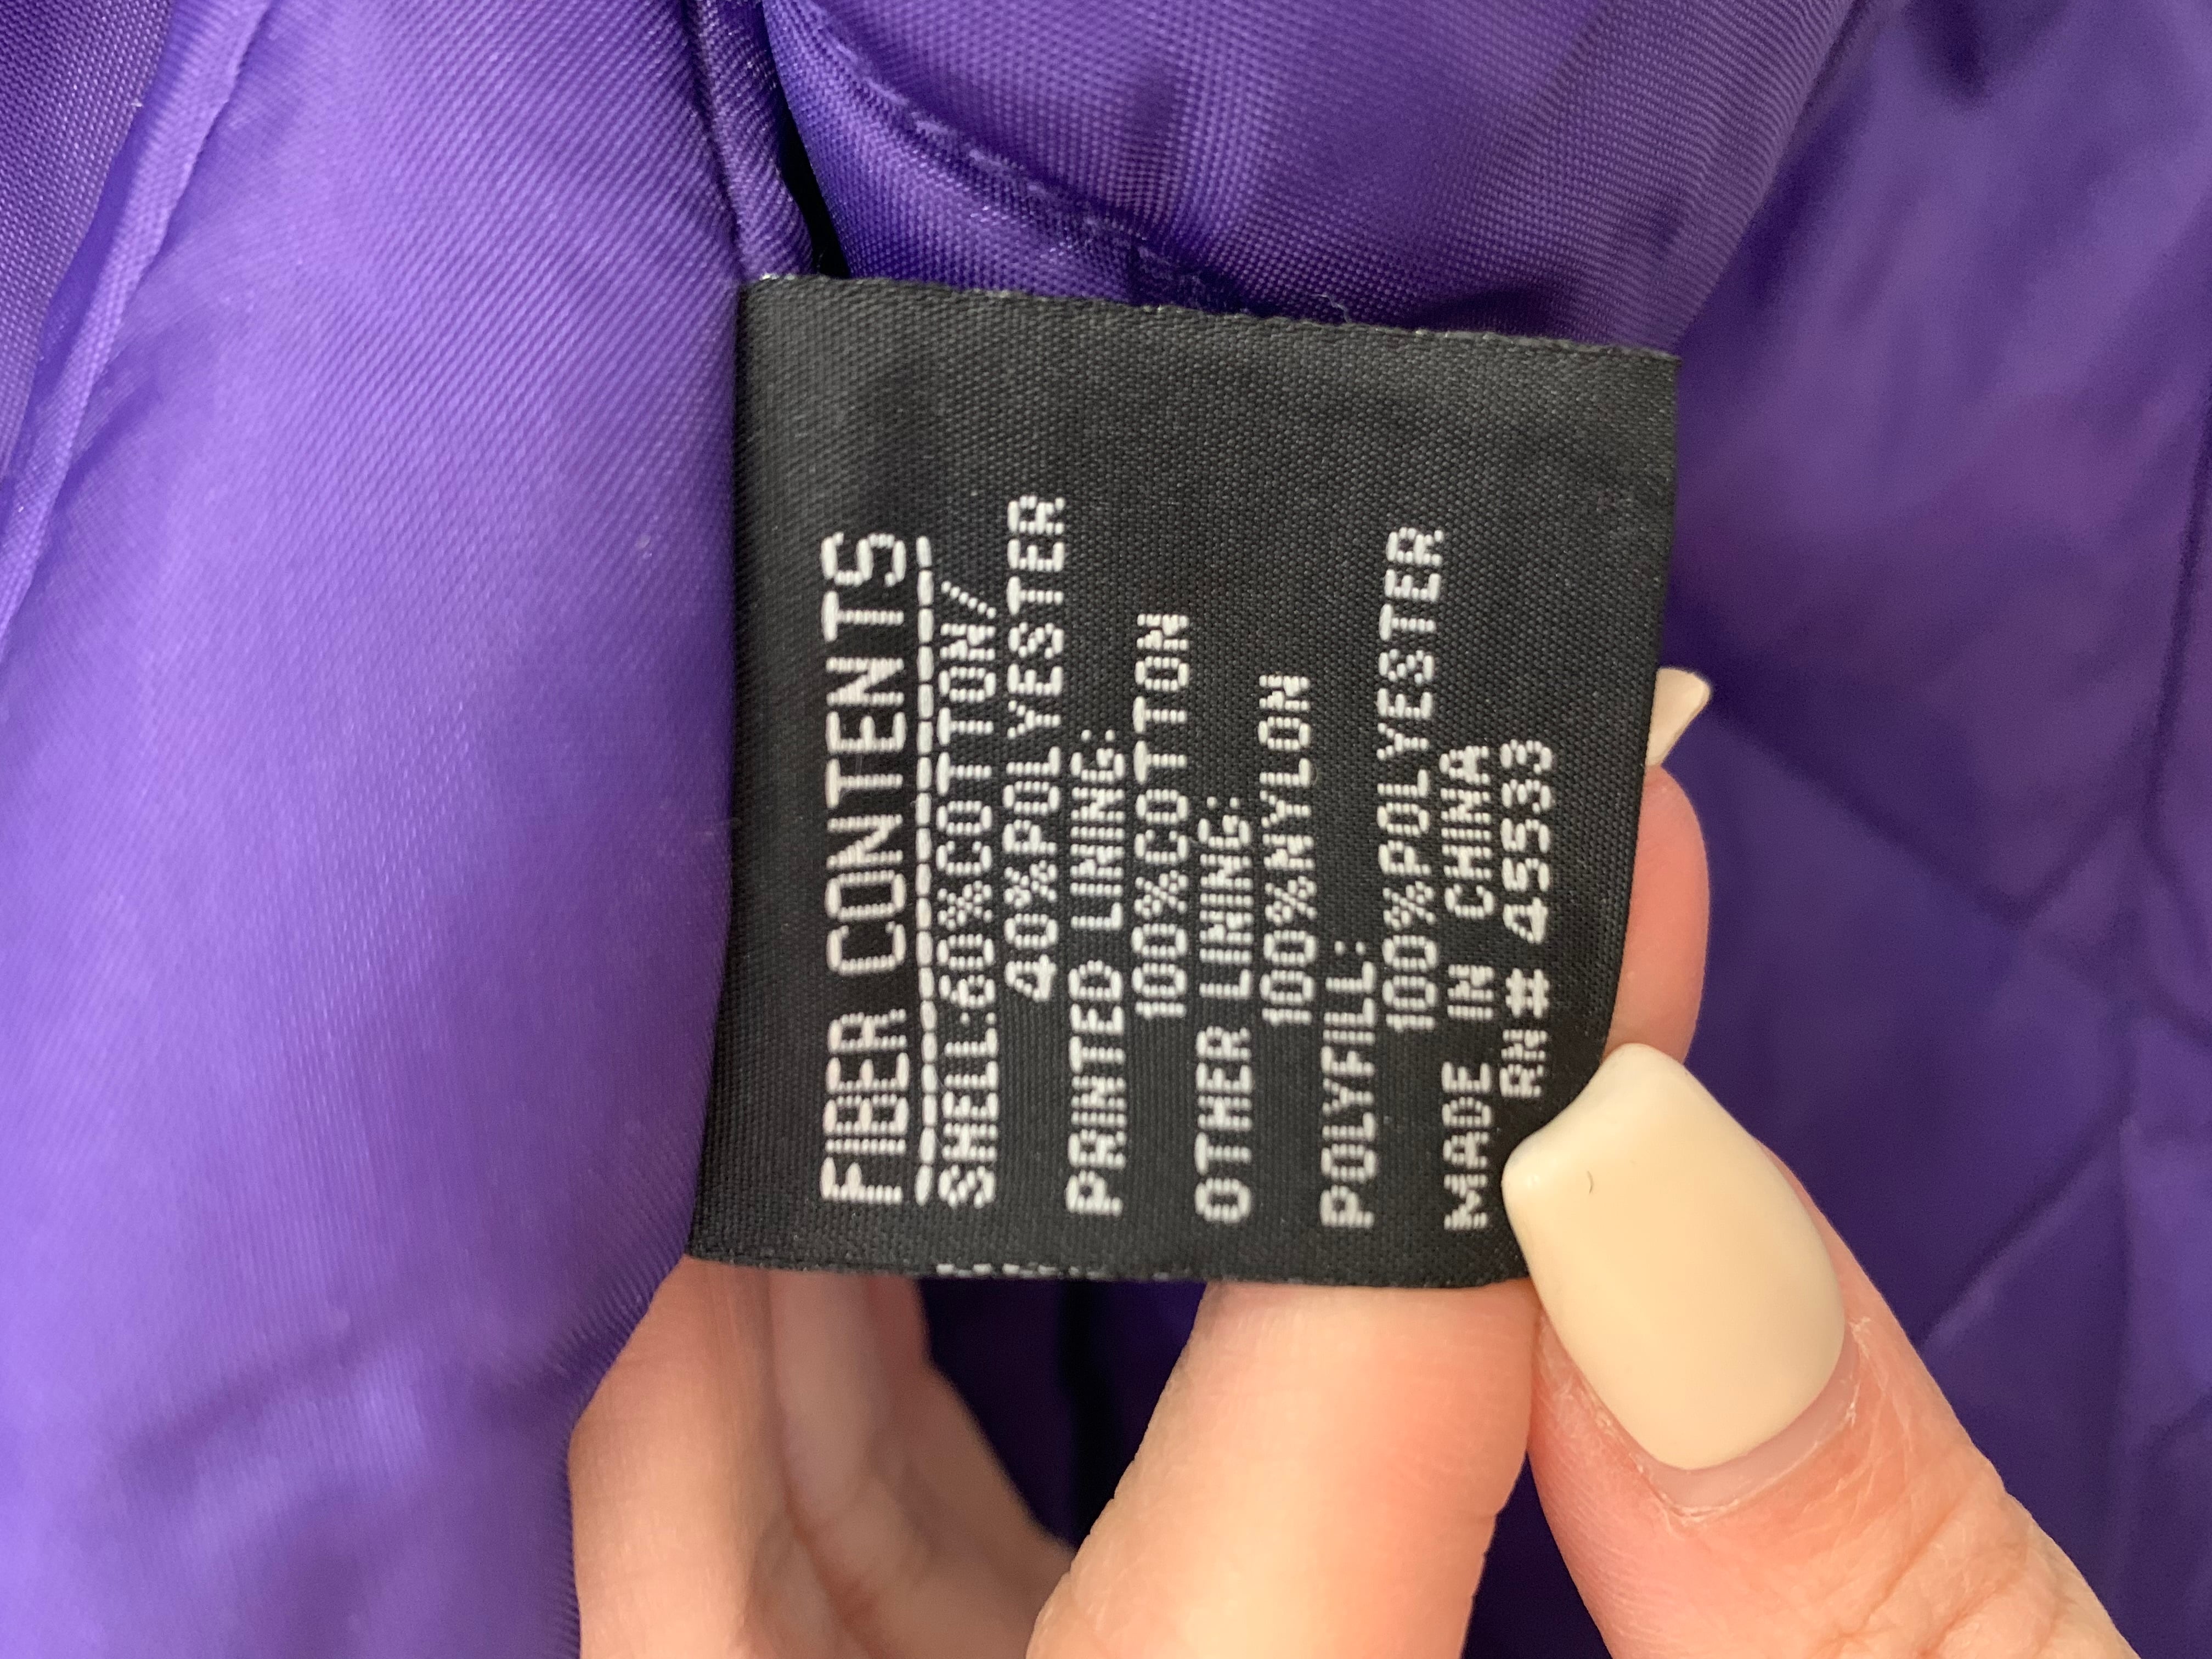 FIBER CONTENTS
SHELL:60%COTTON/
40%POLYESTER
PRINTED LINING:
100%COTTON
OTHER LINING:
100%NYLON
POLYFILL:
100%POLYESTER
MADE IN CHINA
RN# 45533